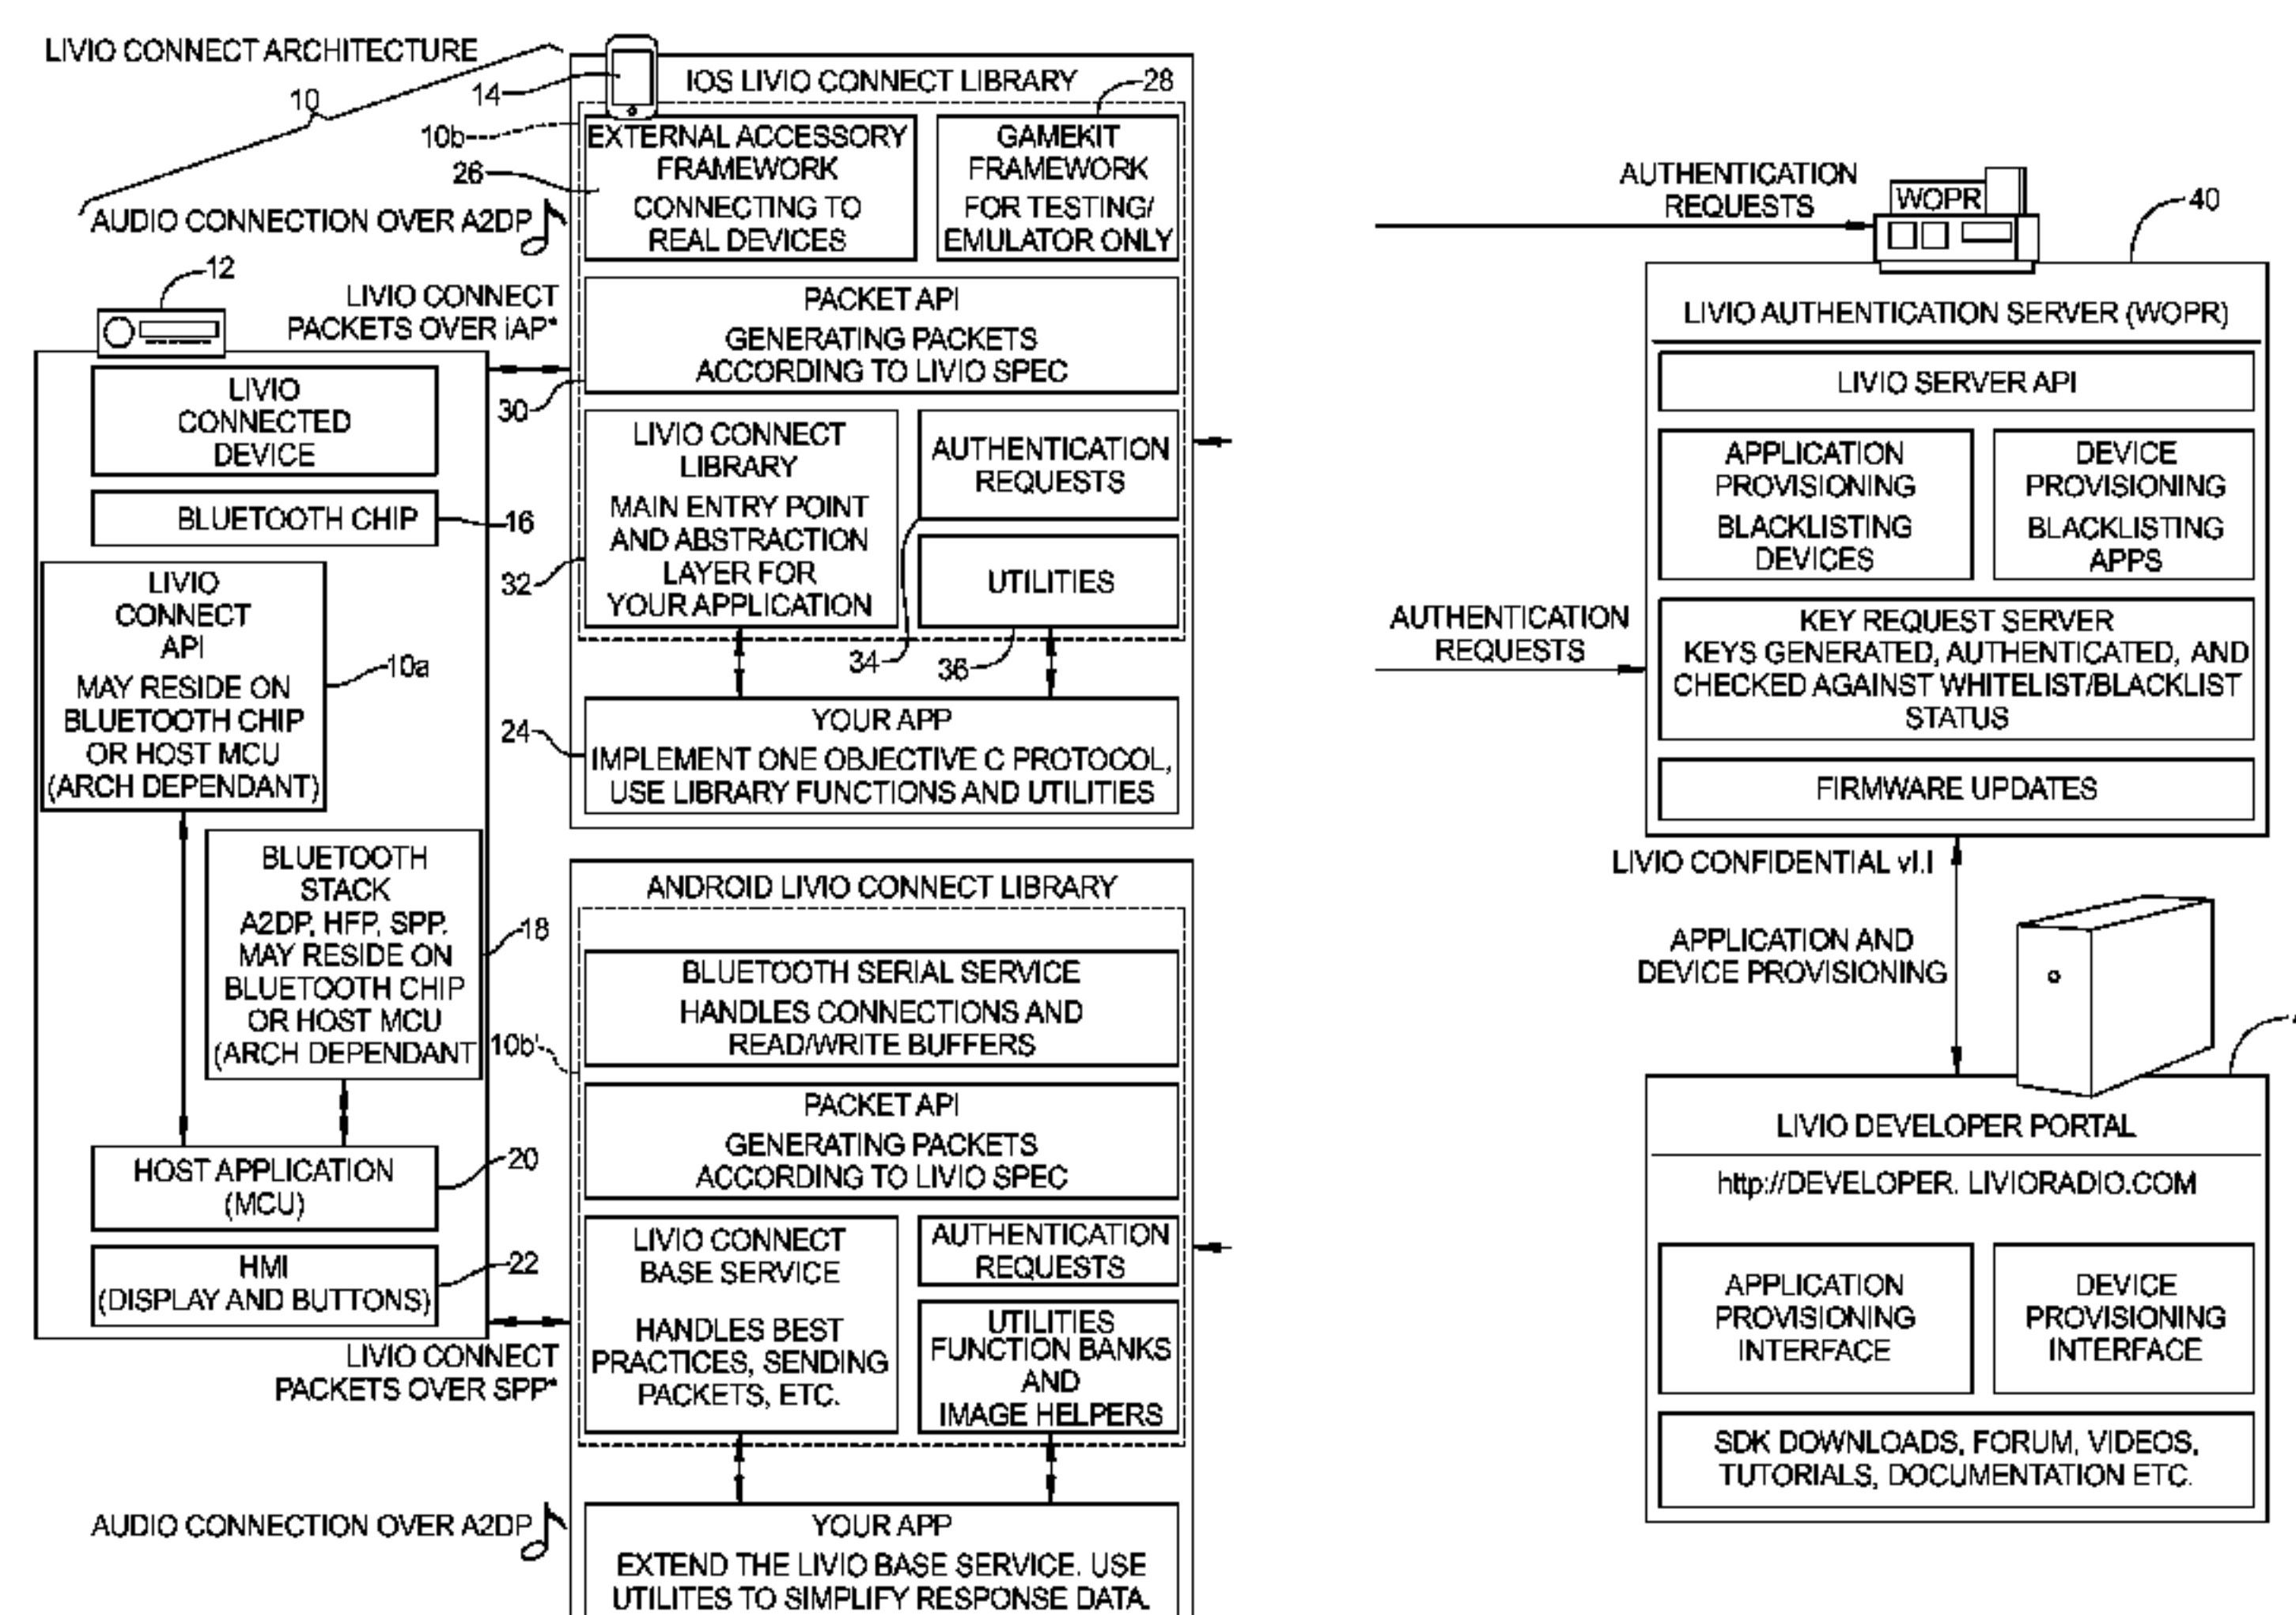 LIVIO CONNECT ARCHITECTURE
10
14
10b
26
AUDIO CONNECTION OVER A2DP
12
LIVIO CONNECT
PACKETS OVER iAP*
LIVIO
CONNECTED
DEVICE
BLUETOOTH CHIP
16
LIVIO
CONNECT
API
MAY RESIDE ON
BLUETOOTH CHIP
OR HOST MCU
(ARCH DEPENDANT)
10a
BLUETOOTH
STACK
A2DP, HFP, SPP.
MAY RESIDE ON
BLUETOOTH CHIP
OR HOST MCU
(ARCH DEPENDANT
18
HOST APPLICATION
(MCU)
20
HMI
(DISPLAY AND BUTTONS)
22
LIVIO CONNECT
PACKETS OVER SPP*
AUDIO CONNECTION OVER A2DP
IOS LIVIO CONNECT LIBRARY
28
EXTERNAL ACCESSORY
FRAMEWORK
CONNECTING TO
REAL DEVICES
GAMEKIT
FRAMEWORK
FOR TESTING/
EMULATOR ONLY
PACKET API
GENERATING PACKETS
ACCORDING TO LIVIO SPEC
30
LIVIO CONNECT
LIBRARY
MAIN ENTRY POINT
AND ABSTRACTION
LAYER FOR
YOUR APPLICATION
32
AUTHENTICATION
REQUESTS
UTILITIES
34
36
24
YOUR APP
IMPLEMENT ONE OBJECTIVE C PROTOCOL,
USE LIBRARY FUNCTIONS AND UTILITIES
ANDROID LIVIO CONNECT LIBRARY
BLUETOOTH SERIAL SERVICE
HANDLES CONNECTIONS AND
READ/WRITE BUFFERS
10b'
PACKET API
GENERATING PACKETS
ACCORDING TO LIVIO SPEC
LIVIO CONNECT
BASE SERVICE
HANDLES BEST
PRACTICES, SENDING
PACKETS, ETC.
AUTHENTICATION
REQUESTS
UTILITIES
FUNCTION BANKS
AND
IMAGE HELPERS
YOUR APP
EXTEND THE LIVIO BASE SERVICE. USE
UTILITES TO SIMPLIFY RESPONSE DATA.
AUTHENTICATION
REQUESTS
WOPR
40
LIVIO AUTHENTICATION SERVER (WOPR)
LIVIO SERVER API
APPLICATION
PROVISIONING
BLACKLISTING
DEVICES
DEVICE
PROVISIONING
BLACKLISTING
APPS
AUTHENTICATION
REQUESTS
KEY REQUEST SERVER
KEYS GENERATED, AUTHENTICATED, AND
CHECKED AGAINST WHITELIST/BLACKLIST
STATUS
FIRMWARE UPDATES
LIVIO CONFIDENTIAL vI.I
APPLICATION AND
DEVICE PROVISIONING
LIVIO DEVELOPER PORTAL
http://DEVELOPER. LIVIORADIO.COM
APPLICATION
PROVISIONING
INTERFACE
DEVICE
PROVISIONING
INTERFACE
SDK DOWNLOADS, FORUM, VIDEOS,
TUTORIALS, DOCUMENTATION ETC.